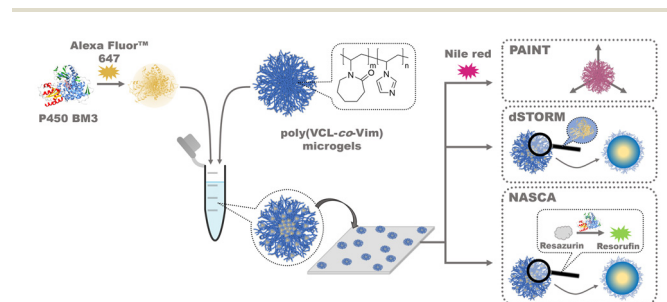 Alexa Fluor™
647
P450 BM3
N
O
m
n
N
N
poly(VCL-co-Vim)
microgels
Nile red
PAINT
dSTORM
NASCA
Resazurin
Resorufin